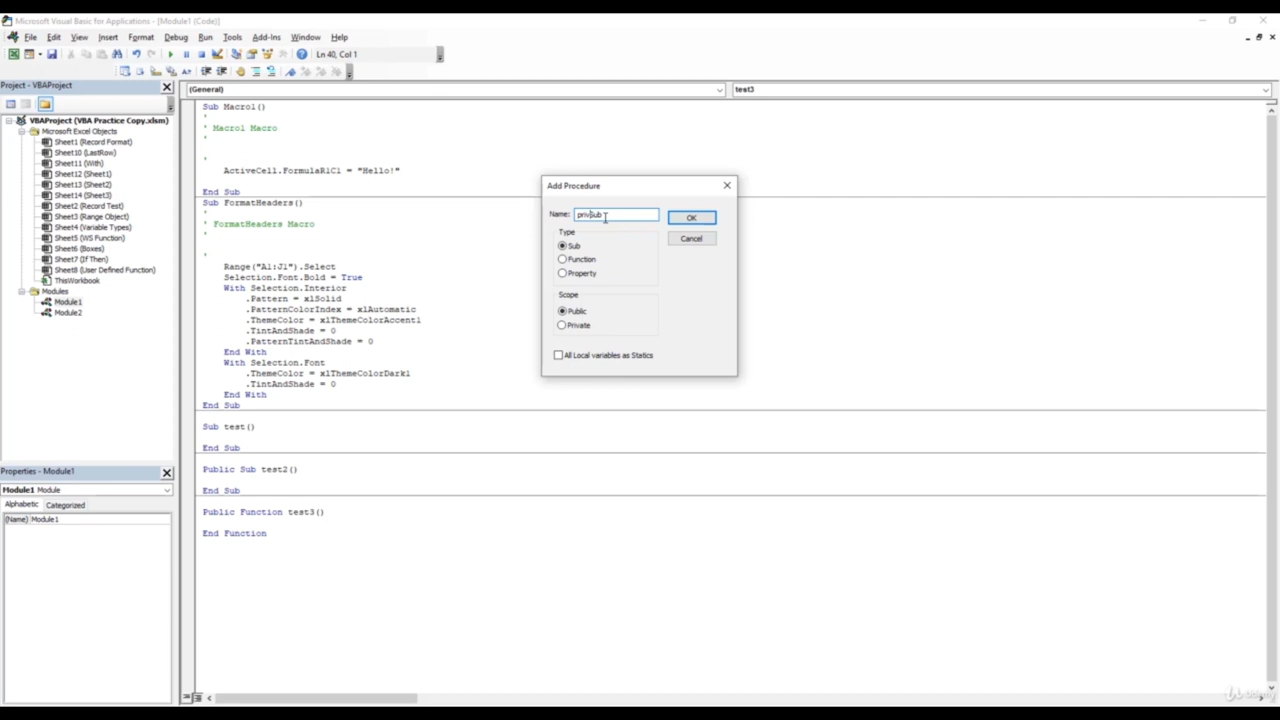 Microsoft Visual Basic for Applications - [Module1 (Code)]
File Edit View Insert Format Debug Run Tools Add-Ins Window Help
Ln 40, Col 1
Project - VBAProject
(General)
test3
VBAProject (VBA Practice Copy.xlsm)
Microsoft Excel Objects
Sheet1 (Record Format)
Sheet10 (LastRow)
Sheet11 (With)
Sheet12 (Sheet1)
Sheet13 (Sheet2)
Sheet14 (Sheet3)
Sheet2 (Record Test)
Sheet3 (Range Object)
Sheet4 (Variable Types)
Sheet5 (WS Function)
Sheet6 (Boxes)
Sheet7 (If Then)
Sheet8 (User Defined Function)
ThisWorkbook
Modules
Module1
Module2
Properties - Module1
Module1 Module
Alphabetic Categorized
(Name) Module1
Sub Macro1()
'
' Macro1 Macro
'
'
ActiveCell.FormulaR1C1 = "Hello!"
End Sub
Sub FormatHeaders()
'
' FormatHeaders Macro
'
'
Range("A1:J1").Select
Selection.Font.Bold = True
With Selection.Interior
.Pattern = xlSolid
.PatternColorIndex = xlAutomatic
.ThemeColor = xlThemeColorAccent1
.TintAndShade = 0
.PatternTintAndShade = 0
End With
With Selection.Font
.ThemeColor = xlThemeColorDark1
.TintAndShade = 0
End With
End Sub
Sub test()
End Sub
Public Sub test2()
End Sub
Public Function test3()
End Function
Add Procedure
Name: privSub
OK
Type
Cancel
Sub
Function
Property
Scope
Public
Private
All Local variables as Statics
Udemy